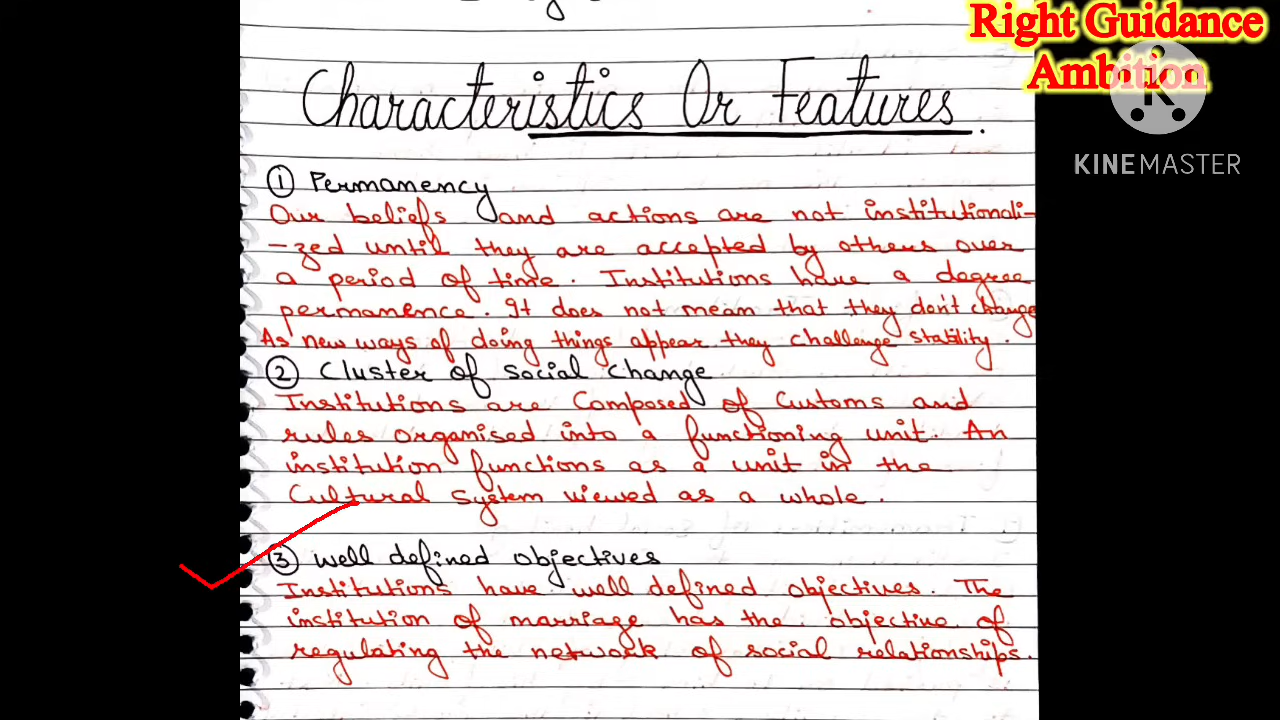 Right Guidance
Ambition
KINEMASTER
Characteristics Or Features.
① Permanency
Our beliefs and actions are not institutionali-
-zed until they are accepted by others over
a period of time. Institutions have a degree
permanence. It does not mean that they don't change
As new ways of doing things appear they challenge stability.
② Cluster of social change
Institutions are composed of customs and
rules organised into a functioning unit. An
institution functions as a unit in the
cultural system viewed as a whole.
③ well defined objectives
Institutions have well defined objectives. The
institution of marriage has the objective of
regulating the network of social relationships.